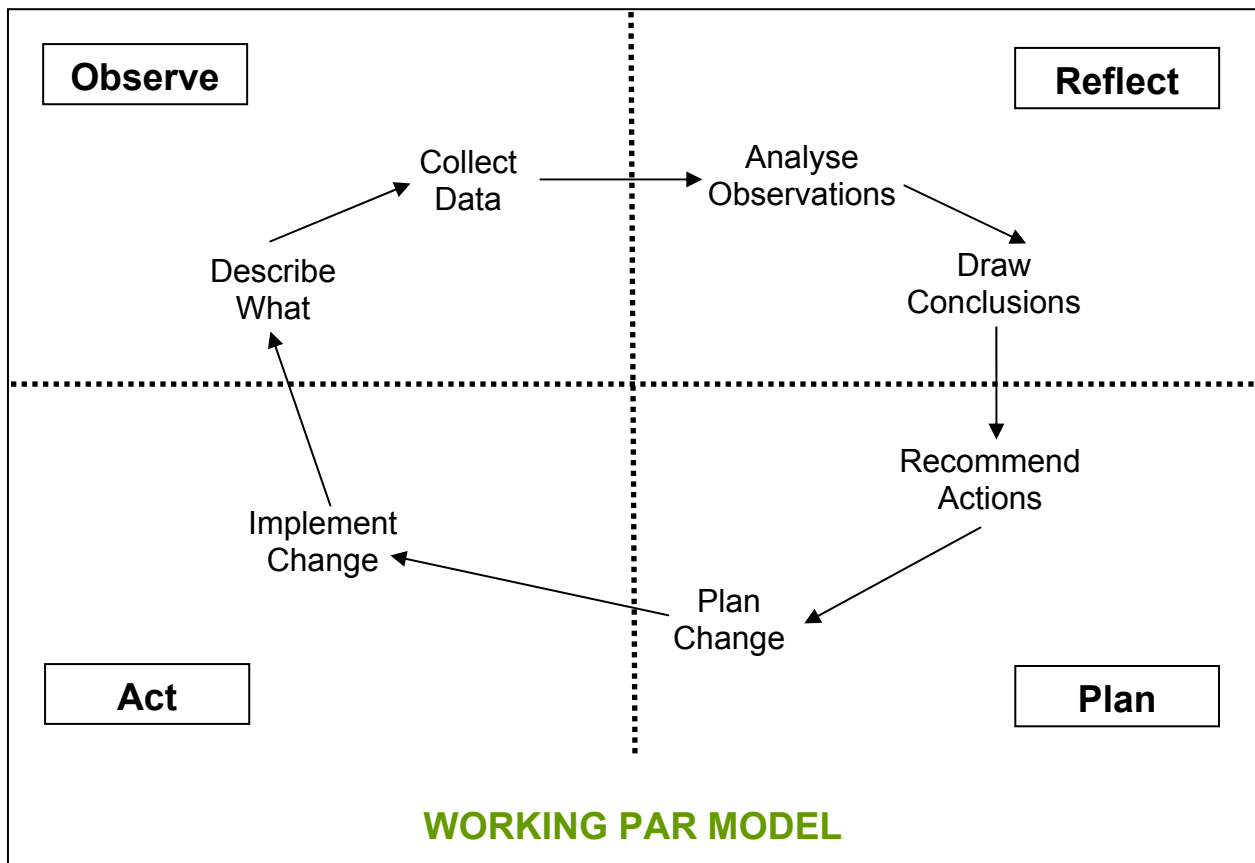 Observe
Reflect
Collect
Data
Analyse
Observations
Describe
What
Draw
Conclusions
Recommend
Actions
Implement
Change
Plan
Change
Act
Plan
WORKING PAR MODEL